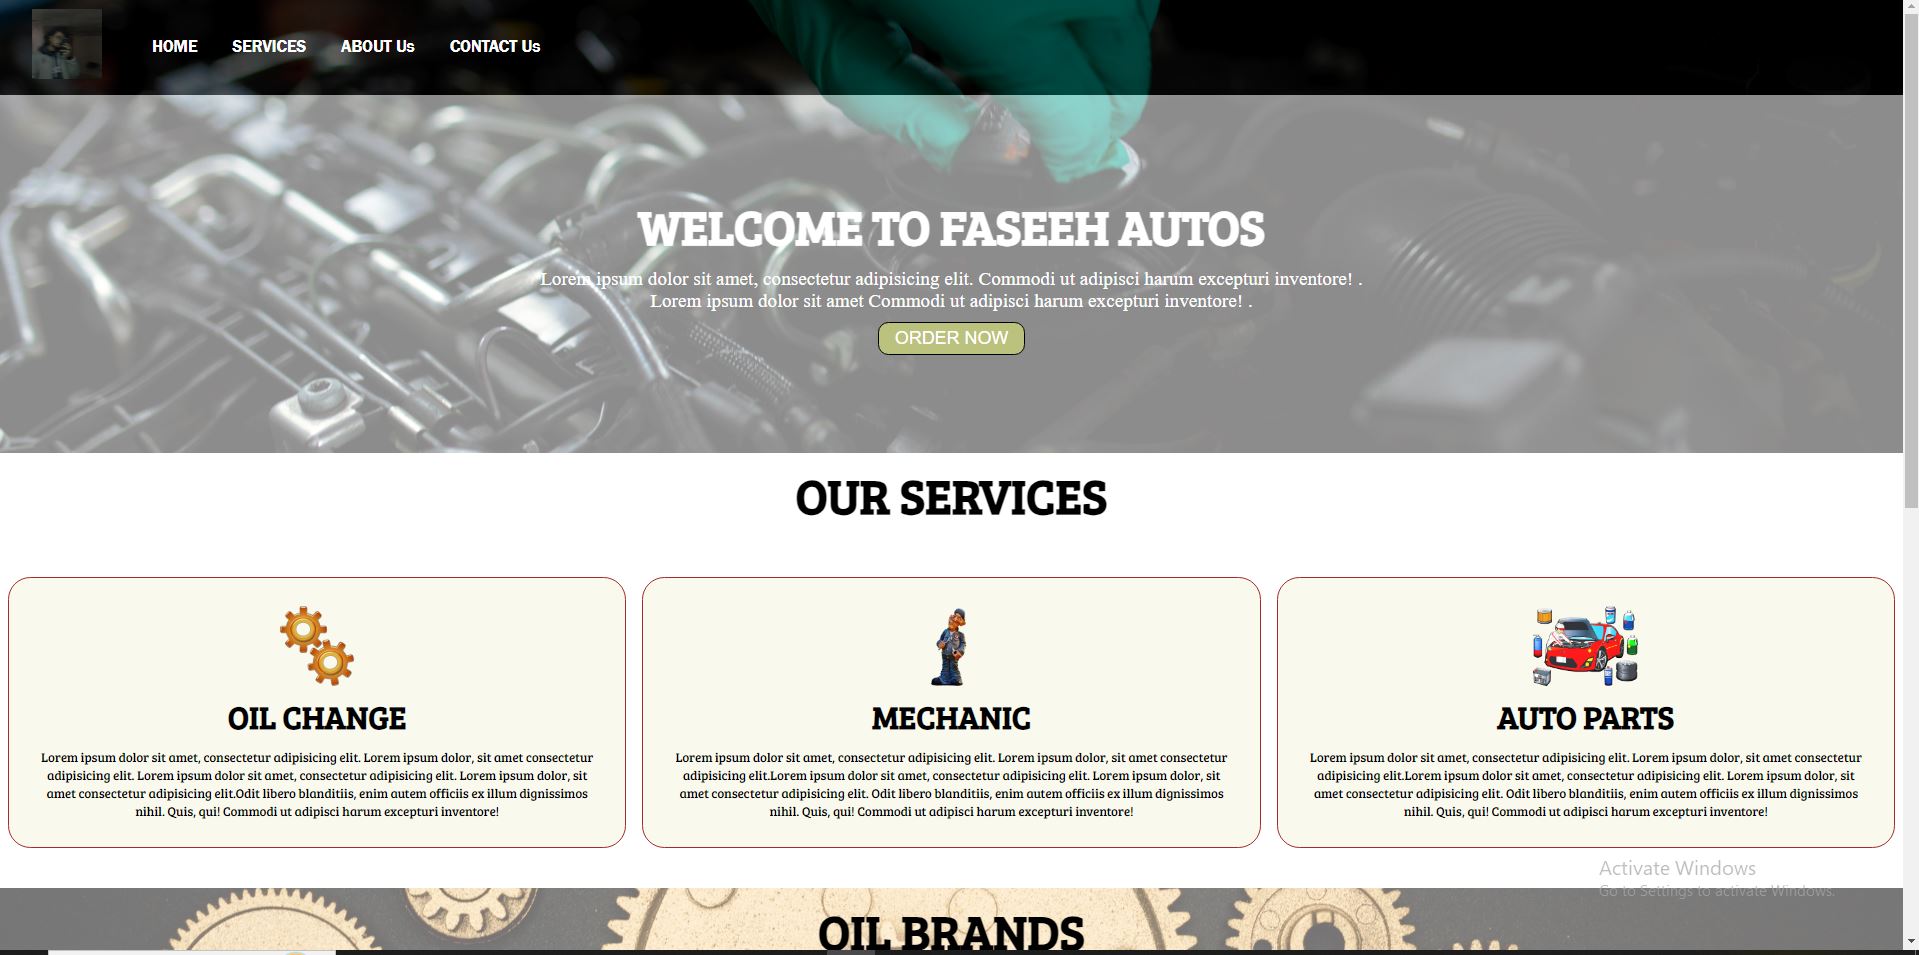 HOME SERVICES ABOUT Us CONTACT Us
WELCOME TO FASEEH AUTOS
Lorem ipsum dolor sit amet, consectetur adipisicing elit. Commodi ut adipisci harum excepturi inventore! .
Lorem ipsum dolor sit amet Commodi ut adipisci harum excepturi inventore! .
ORDER NOW
OUR SERVICES
OIL CHANGE
Lorem ipsum dolor sit amet, consectetur adipisicing elit. Lorem ipsum dolor, sit amet consectetur
adipisicing elit. Lorem ipsum dolor sit amet, consectetur adipisicing elit. Lorem ipsum dolor, sit
amet consectetur adipisicing elit.Odit libero blanditiis, enim autem officiis ex illum dignissimos
nihil. Quis, qui! Commodi ut adipisci harum excepturi inventore!
MECHANIC
Lorem ipsum dolor sit amet, consectetur adipisicing elit. Lorem ipsum dolor, sit amet consectetur
adipisicing elit.Lorem ipsum dolor sit amet, consectetur adipisicing elit. Lorem ipsum dolor, sit
amet consectetur adipisicing elit. Odit libero blanditiis, enim autem officiis ex illum dignissimos
nihil. Quis, qui! Commodi ut adipisci harum excepturi inventore!
AUTO PARTS
Lorem ipsum dolor sit amet, consectetur adipisicing elit. Lorem ipsum dolor, sit amet consectetur
adipisicing elit.Lorem ipsum dolor sit amet, consectetur adipisicing elit. Lorem ipsum dolor, sit
amet consectetur adipisicing elit. Odit libero blanditiis, enim autem officiis ex illum dignissimos
nihil. Quis, qui! Commodi ut adipisci harum excepturi inventore!
Activate Windows
Go to Settings to activate Windows.
OIL BRANDS